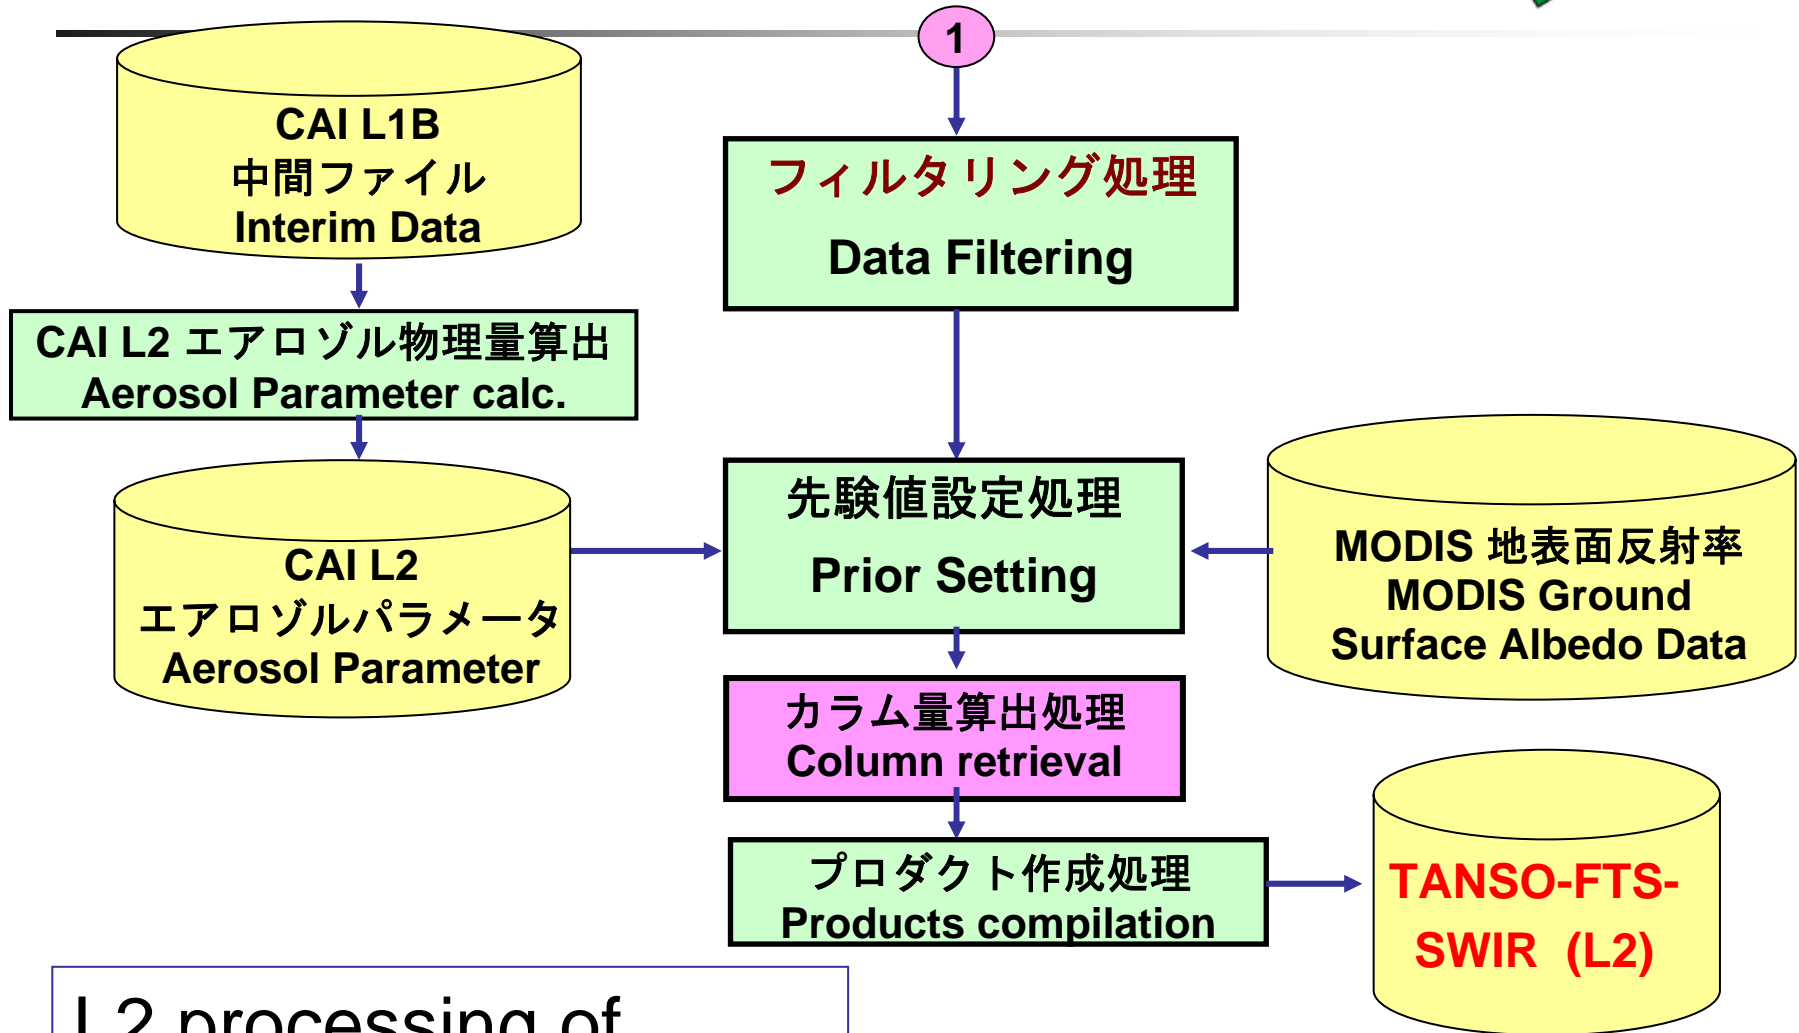 1
CAI L1B
中間ファイル
Interim Data
フィルタリング処理
Data Filtering
CAI L2 エアロゾル物理量算出
Aerosol Parameter calc.
CAI L2
エアロゾルパラメータ
Aerosol Parameter
先験値設定処理
Prior Setting
MODIS 地表面反射率
MODIS Ground
Surface Albedo Data
カラム量算出処理
Column retrieval
プロダクト作成処理
Products compilation
TANSO-FTS-
SWIR (L2)
L2 processing of